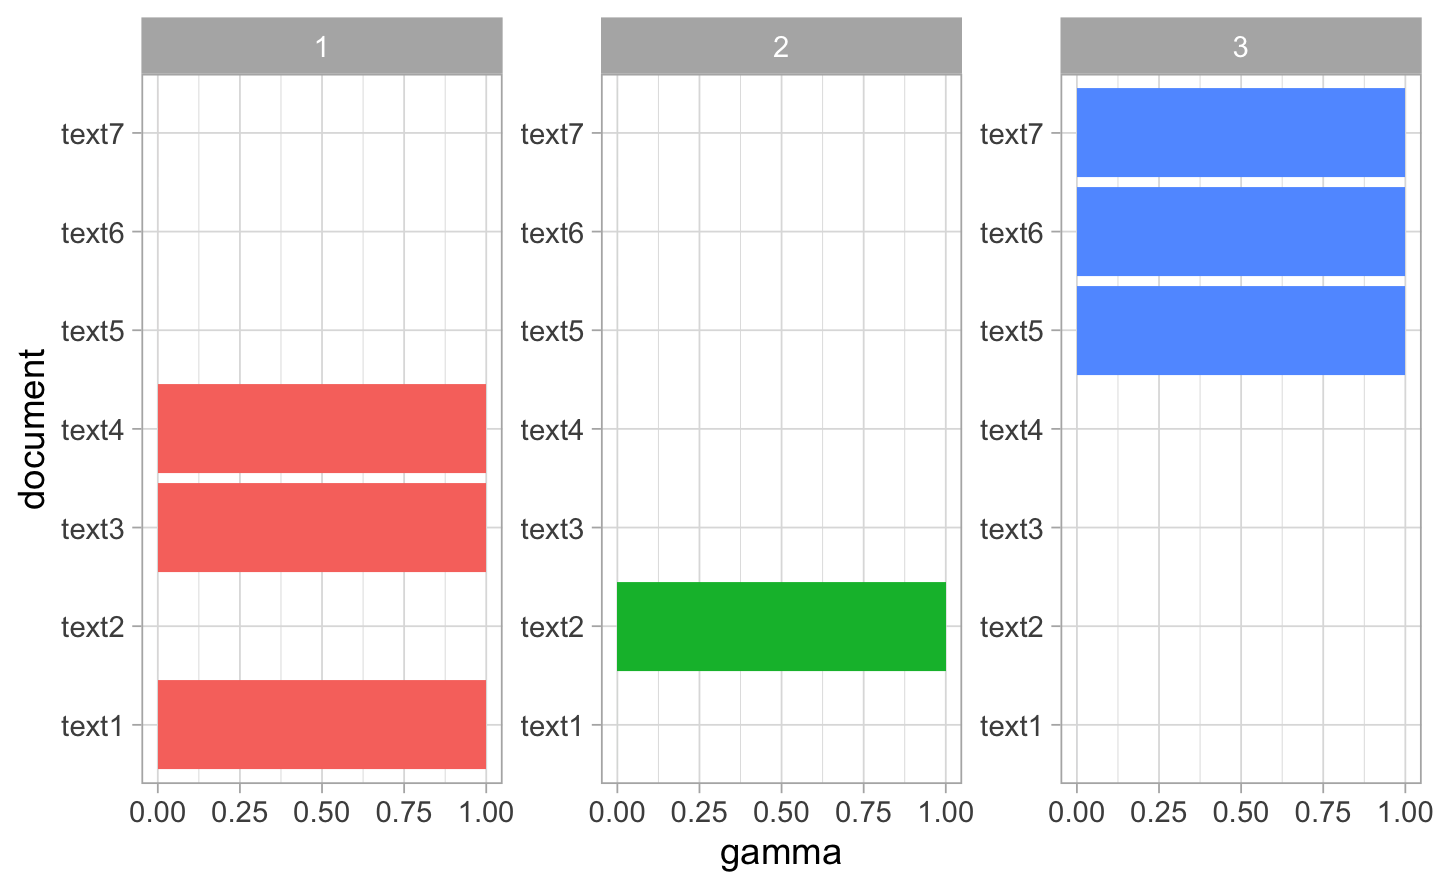 1 2 3
text7 text7 text7
text6 text6 text6
text5 text5 text5
text4 text4 text4
text3 text3 text3
text2 text2 text2
text1 text1 text1
0.00 0.25 0.50 0.75 1.00 0.00 0.25 0.50 0.75 1.00 0.00 0.25 0.50 0.75 1.00
gamma
document